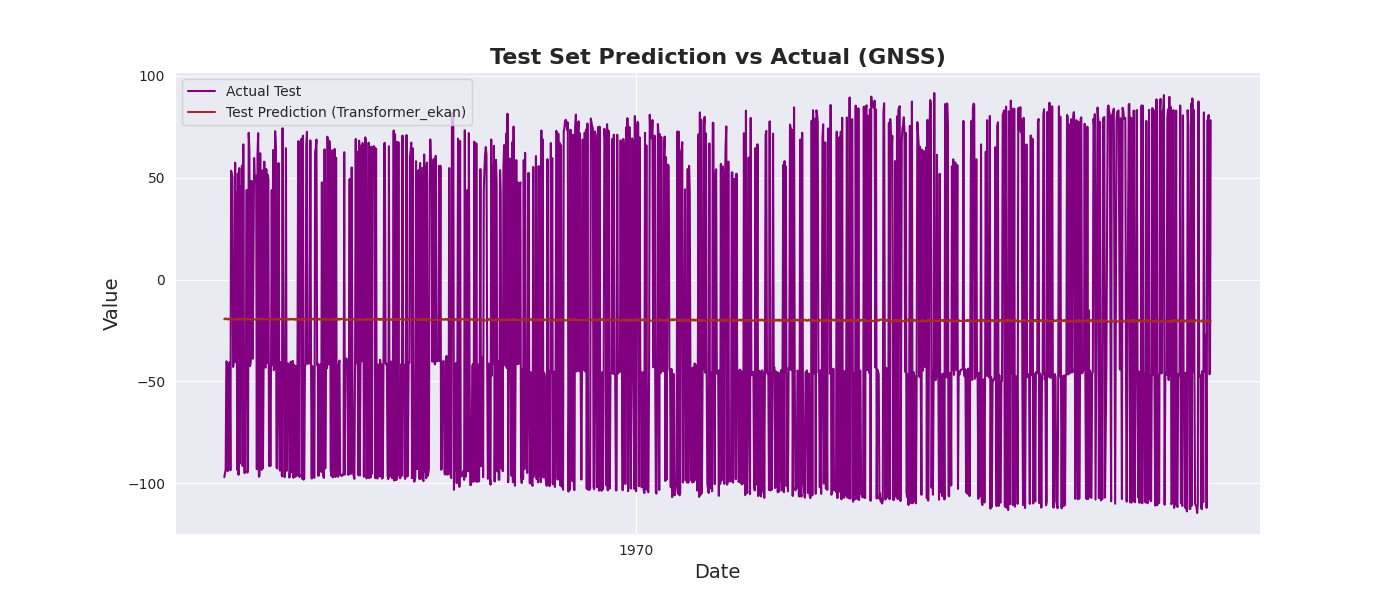 Test Set Prediction vs Actual (GNSS)
Actual Test
Test Prediction (Transformer_ekan)
100
50
0
−50
−100
Value
1970
Date